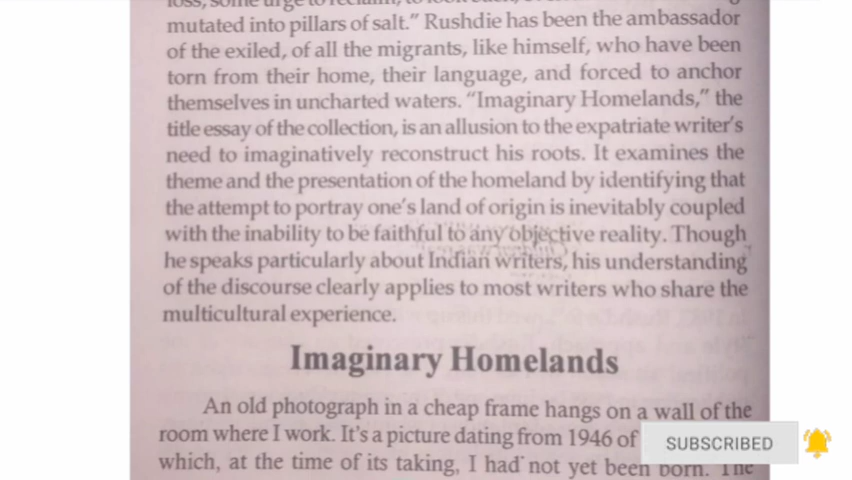 loss, some urge to reclaim, to look back, even
mutated into pillars of salt." Rushdie has been the ambassador
of the exiled, of all the migrants, like himself, who have been
torn from their home, their language, and forced to anchor
themselves in uncharted waters. "Imaginary Homelands," the
title essay of the collection, is an allusion to the expatriate writer's
need to imaginatively reconstruct his roots. It examines the
theme and the presentation of the homeland by identifying that
the attempt to portray one's land of origin is inevitably coupled
with the inability to be faithful to any objective reality. Though
he speaks particularly about Indian writers, his understanding
of the discourse clearly applies to most writers who share the
multicultural experience.
Imaginary Homelands
An old photograph in a cheap frame hangs on a wall of the
room where I work. It's a picture dating from 1946 of
which, at the time of its taking, I had not yet been born. The
SUBSCRIBED